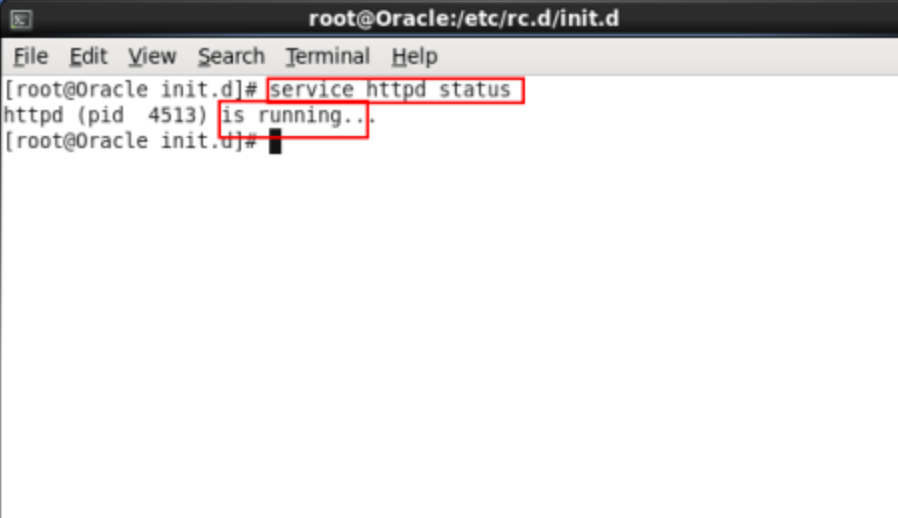 root@Oracle:/etc/rc.d/init.d
File Edit View Search Terminal Help
[root@Oracle init.d]# service httpd status
httpd (pid  4513) is running...
[root@Oracle init.d]#